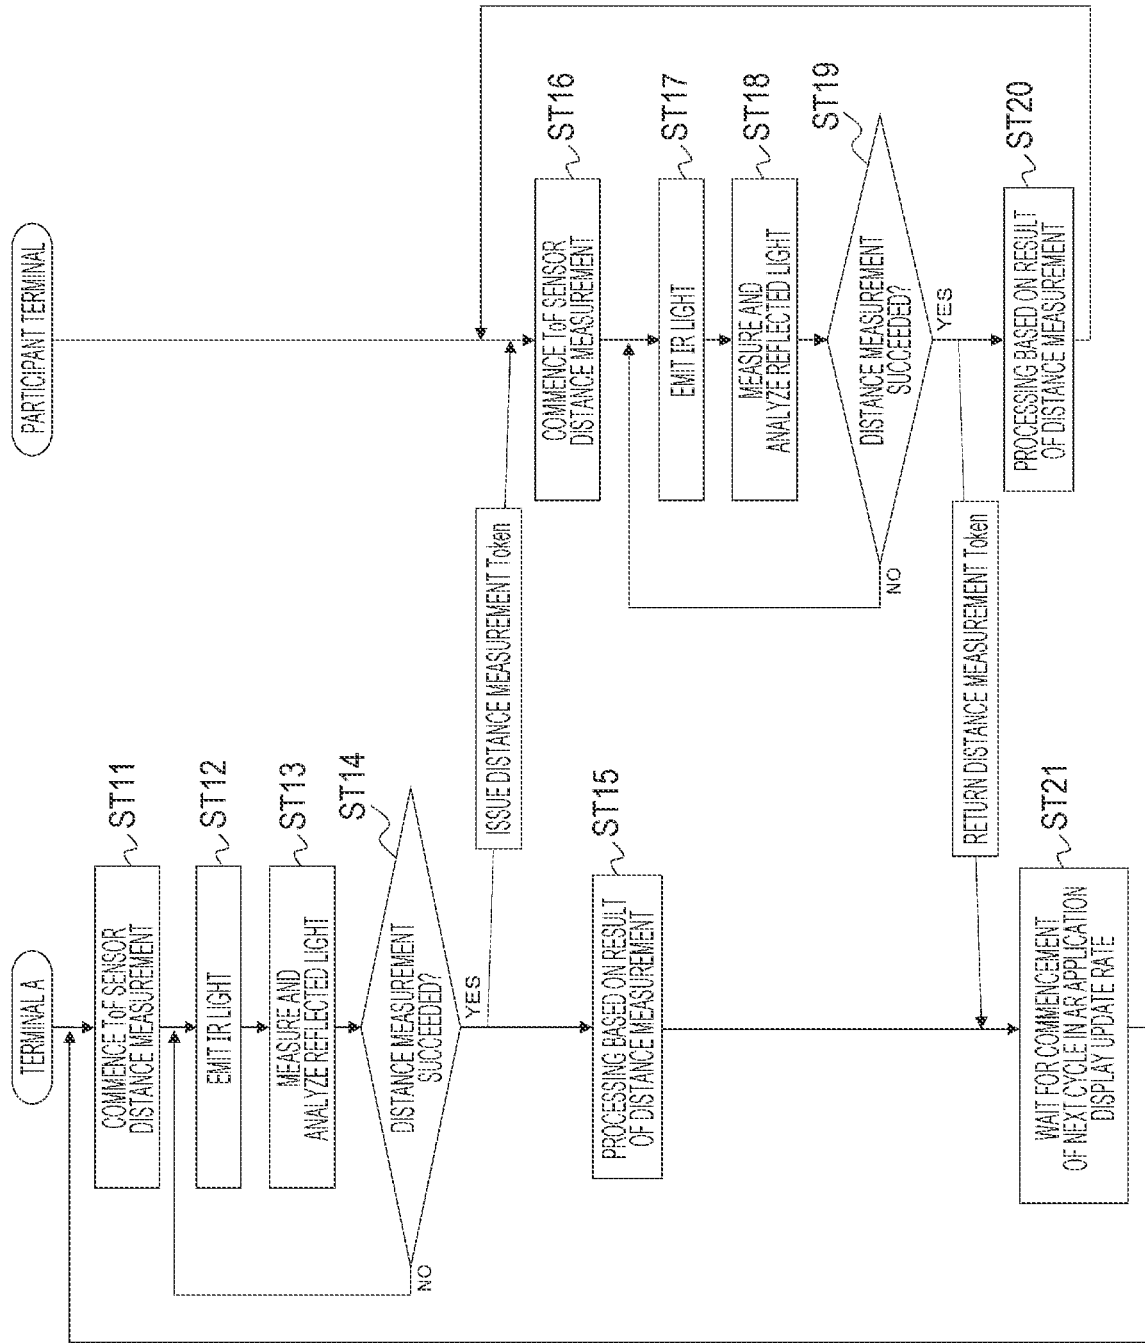 TERMINAL A
COMMENCE ToF SENSOR
DISTANCE MEASUREMENT
ST11
EMIT IR LIGHT
ST12
MEASURE AND
ANALYZE REFLECTED LIGHT
ST13
DISTANCE MEASUREMENT
SUCCEEDED?
ST14
NO
YES
ISSUE DISTANCE MEASUREMENT Token
PROCESSING BASED ON RESULT
OF DISTANCE MEASUREMENT
ST15
PARTICIPANT TERMINAL
COMMENCE ToF SENSOR
DISTANCE MEASUREMENT
ST16
EMIT IR LIGHT
ST17
MEASURE AND
ANALYZE REFLECTED LIGHT
ST18
DISTANCE MEASUREMENT
SUCCEEDED?
ST19
NO
YES
RETURN DISTANCE MEASUREMENT Token
PROCESSING BASED ON RESULT
OF DISTANCE MEASUREMENT
ST20
WAIT FOR COMMENCEMENT
OF NEXT CYCLE IN AR APPLICATION
DISPLAY UPDATE RATE
ST21